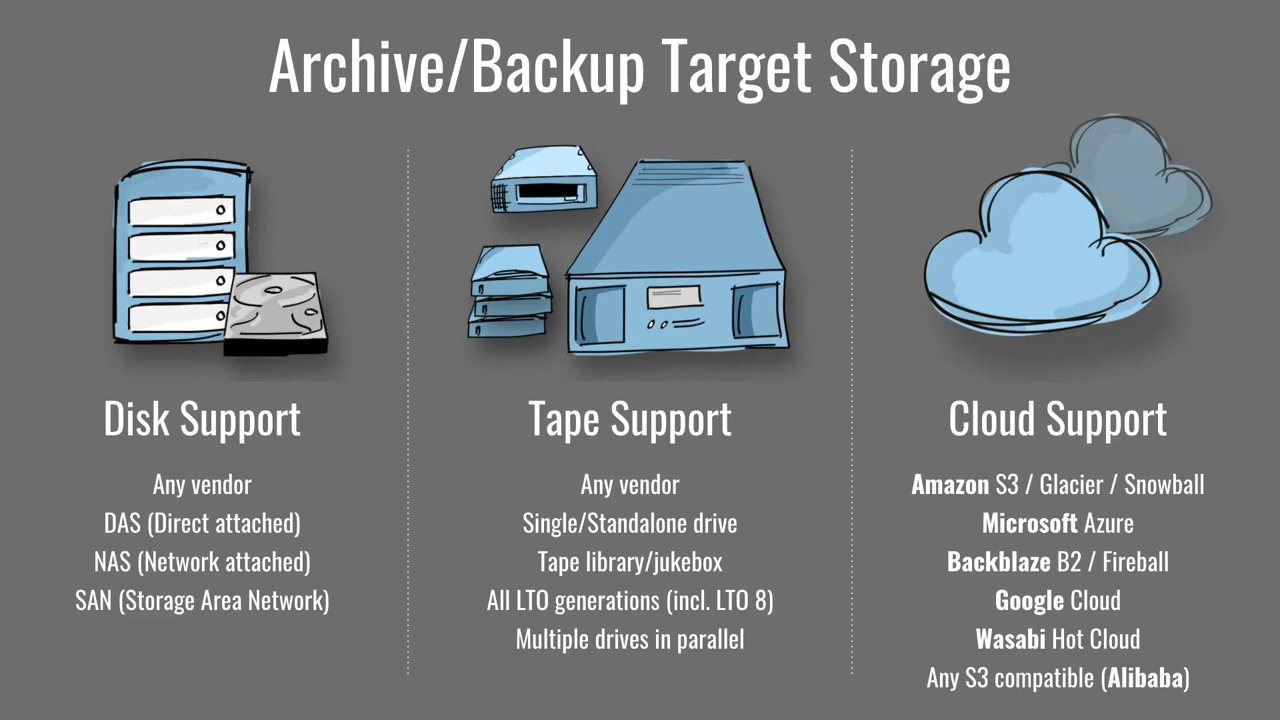 Archive/Backup Target Storage
Disk Support
Any vendor
DAS (Direct attached)
NAS (Network attached)
SAN (Storage Area Network)
Tape Support
Any vendor
Single/Standalone drive
Tape library/jukebox
All LTO generations (incl. LTO 8)
Multiple drives in parallel
Cloud Support
Amazon S3 / Glacier / Snowball
Microsoft Azure
Backblaze B2 / Fireball
Google Cloud
Wasabi Hot Cloud
Any S3 compatible (Alibaba)